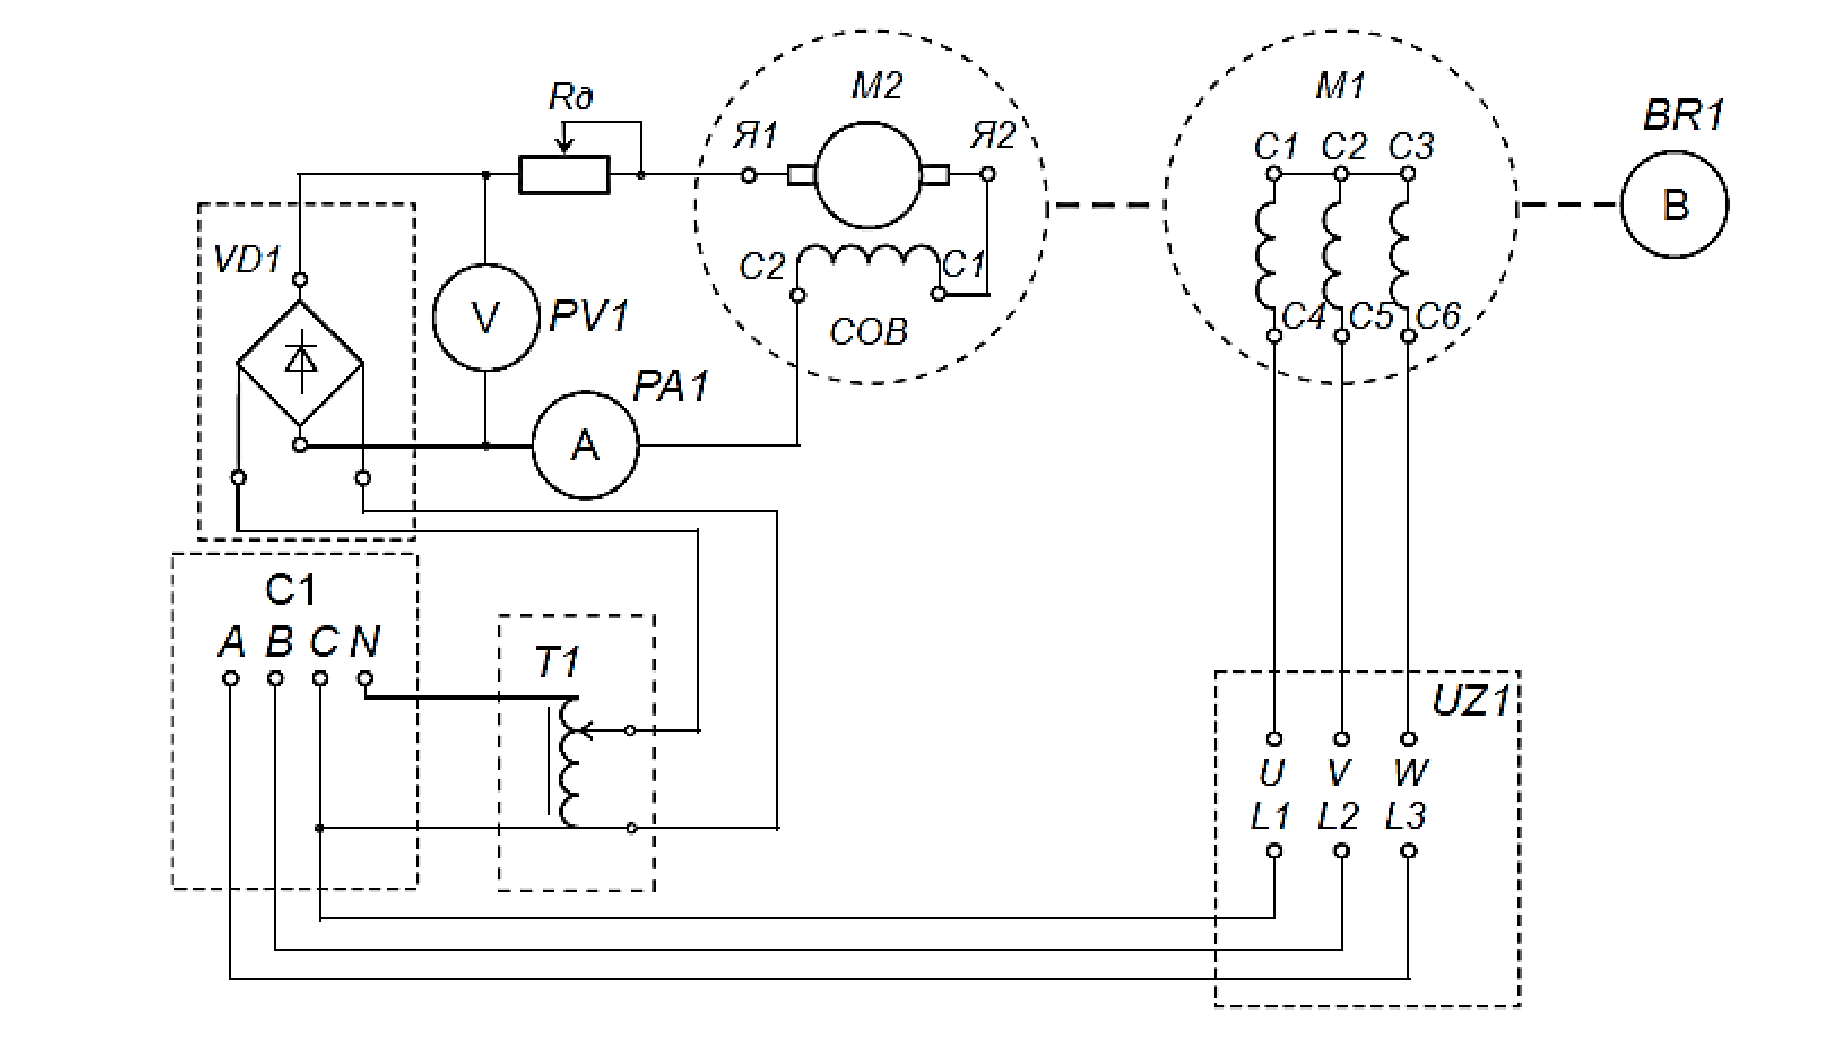 Rд
M2
Я1
Я2
C2
C1
СОВ
M1
C1 C2 C3
C4 C5 C6
BR1
B
VD1
V
PV1
PA1
A
C1
A B C N
T1
UZ1
U V W
L1 L2 L3